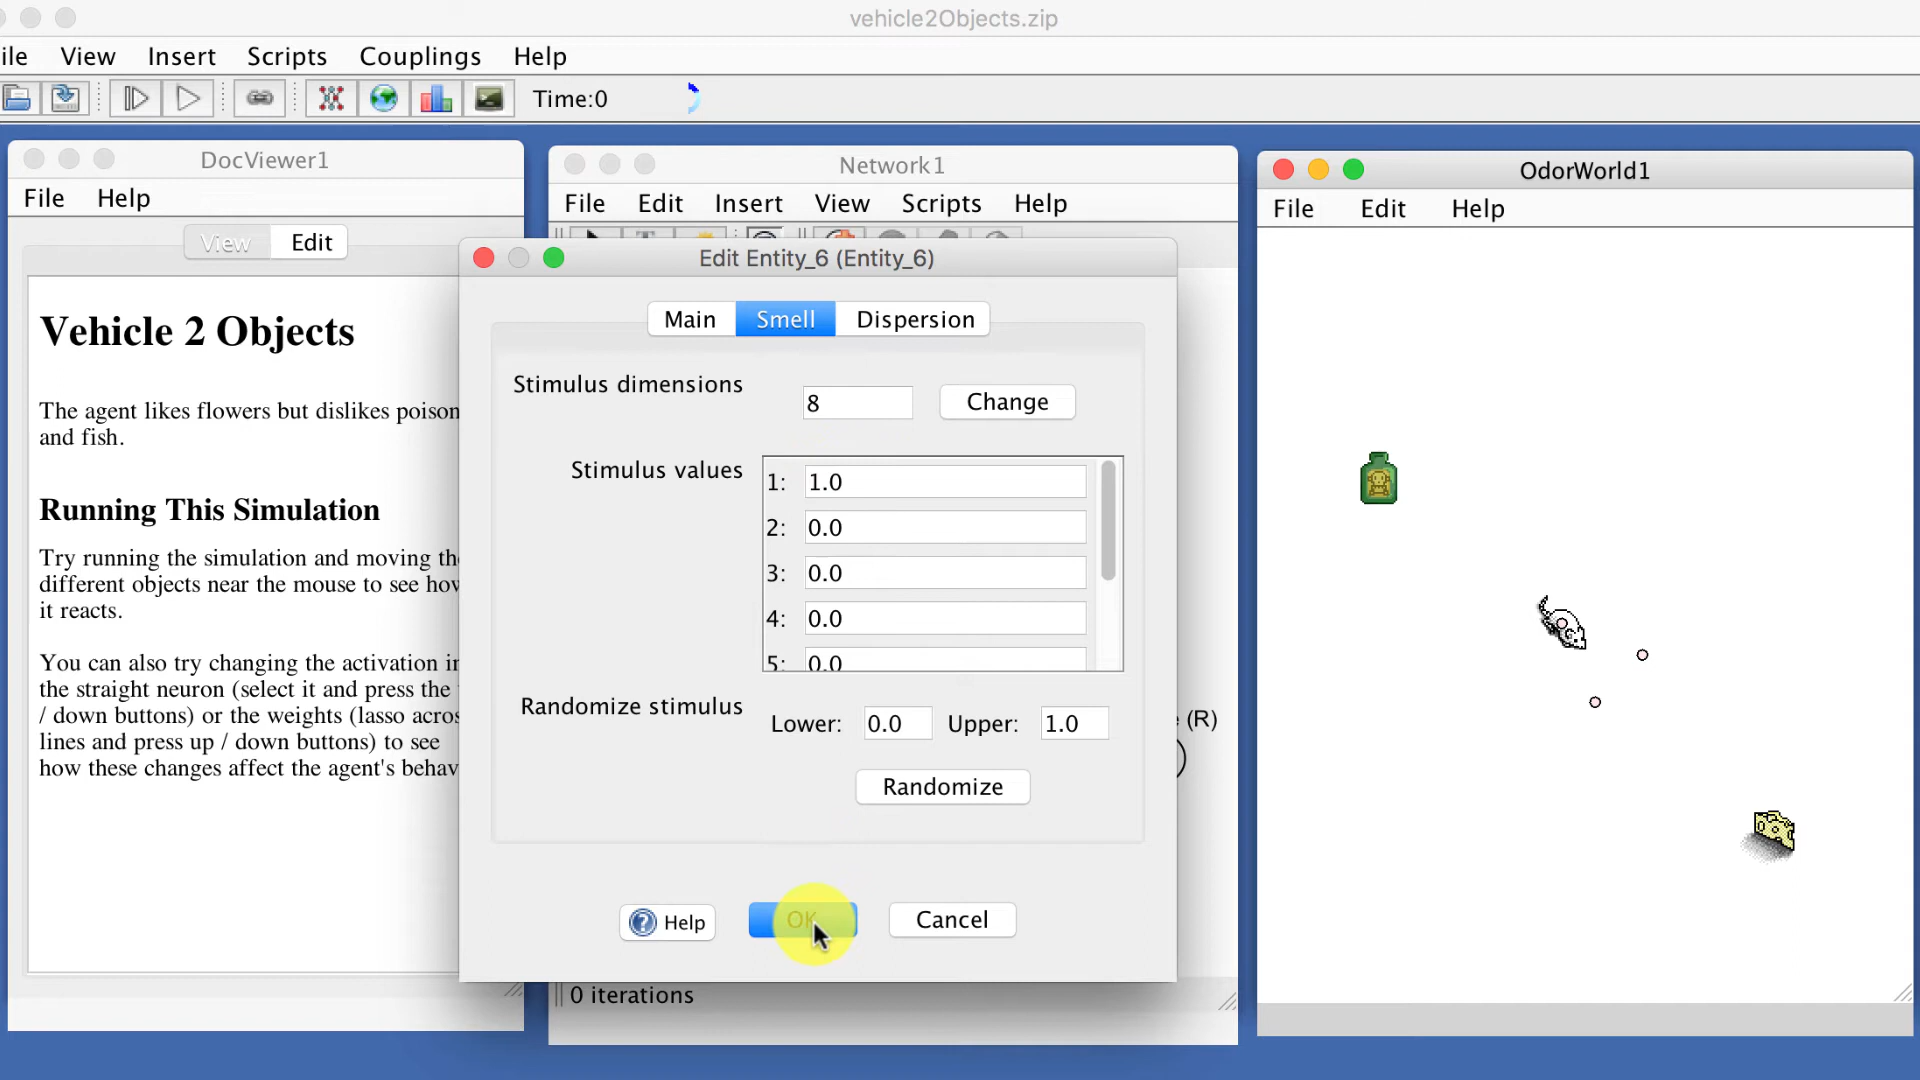 vehicle2Objects.zip
ile View Insert Scripts Couplings Help
Time:0
DocViewer1
File Help
View Edit
Vehicle 2 Objects
The agent likes flowers but dislikes poison
and fish.
Running This Simulation
Try running the simulation and moving the
different objects near the mouse to see how
it reacts.
You can also try changing the activation in
the straight neuron (select it and press the
/ down buttons) or the weights (lasso acros
lines and press up / down buttons) to see
how these changes affect the agent's behav
Network1
File Edit Insert View Scripts Help
Edit Entity_6 (Entity_6)
Main Smell Dispersion
Stimulus dimensions 8 Change
Stimulus values
1: 1.0
2: 0.0
3: 0.0
4: 0.0
5: 0.0
Randomize stimulus Lower: 0.0 Upper: 1.0
Randomize
Help OK Cancel
(R)
0 iterations
OdorWorld1
File Edit Help